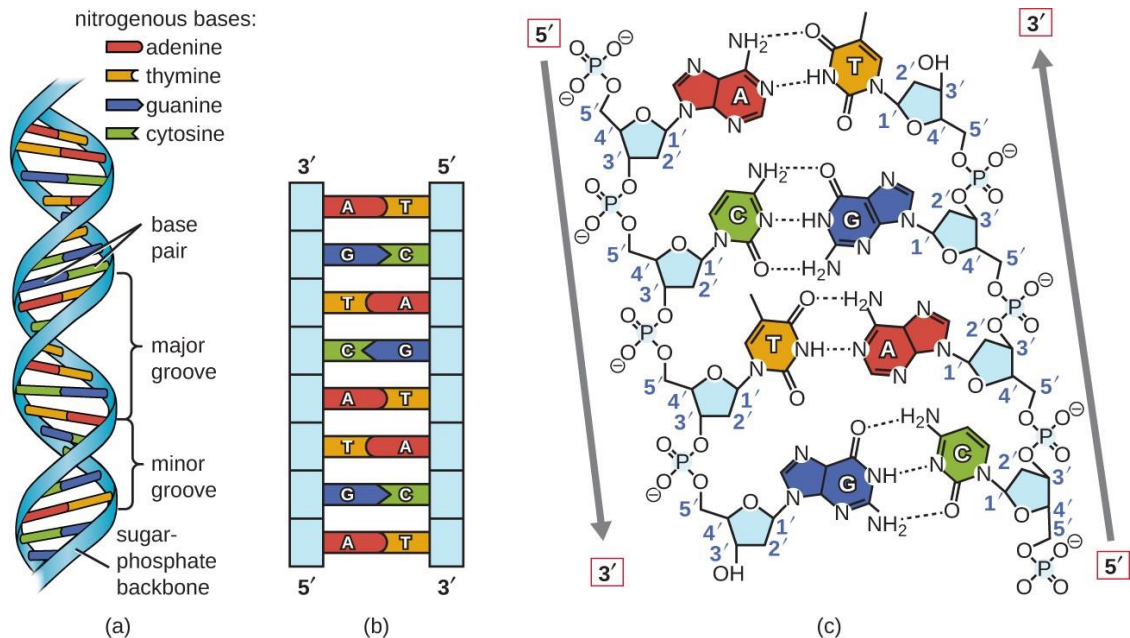 nitrogenous bases:
adenine
thymine
guanine
cytosine
base
pair
major
groove
minor
groove
sugar-
phosphate
backbone
(a)
3′ 5′
A T
G C
T A
C G
A T
T A
G C
A T
5′ 3′
(b)
5′ 3′
O P O ⊖
O ⊖
O
5′
4′ O 1′
3′ 2′
N N
N N
A
NH₂ O
N HN
T
N
O
2′ OH
3′
1′ O 4′
5′
O
O P O ⊖
O
O
O P O
O ⊖
5′
4′ O 1′
3′ 2′
NH₂ O
C N HN G
N O H₂N N
N N
2′ 3′
1′ O 4′
5′
O
O P O ⊖
O
O
O P O
O ⊖
5′
4′ O 1′
3′ 2′
O H₂N
T NH N A
N O N
N N
2′ 3′
1′ O 4′
5′
O
O P O ⊖
O
O
O P O
O ⊖
5′
4′ O 1′
3′ 2′
OH
N N
O H₂N
G NH N C
N NH₂ O N
2′ 3′
1′ O 4′
5′
O
O P O ⊖
O ⊖
3′ 5′
(c)